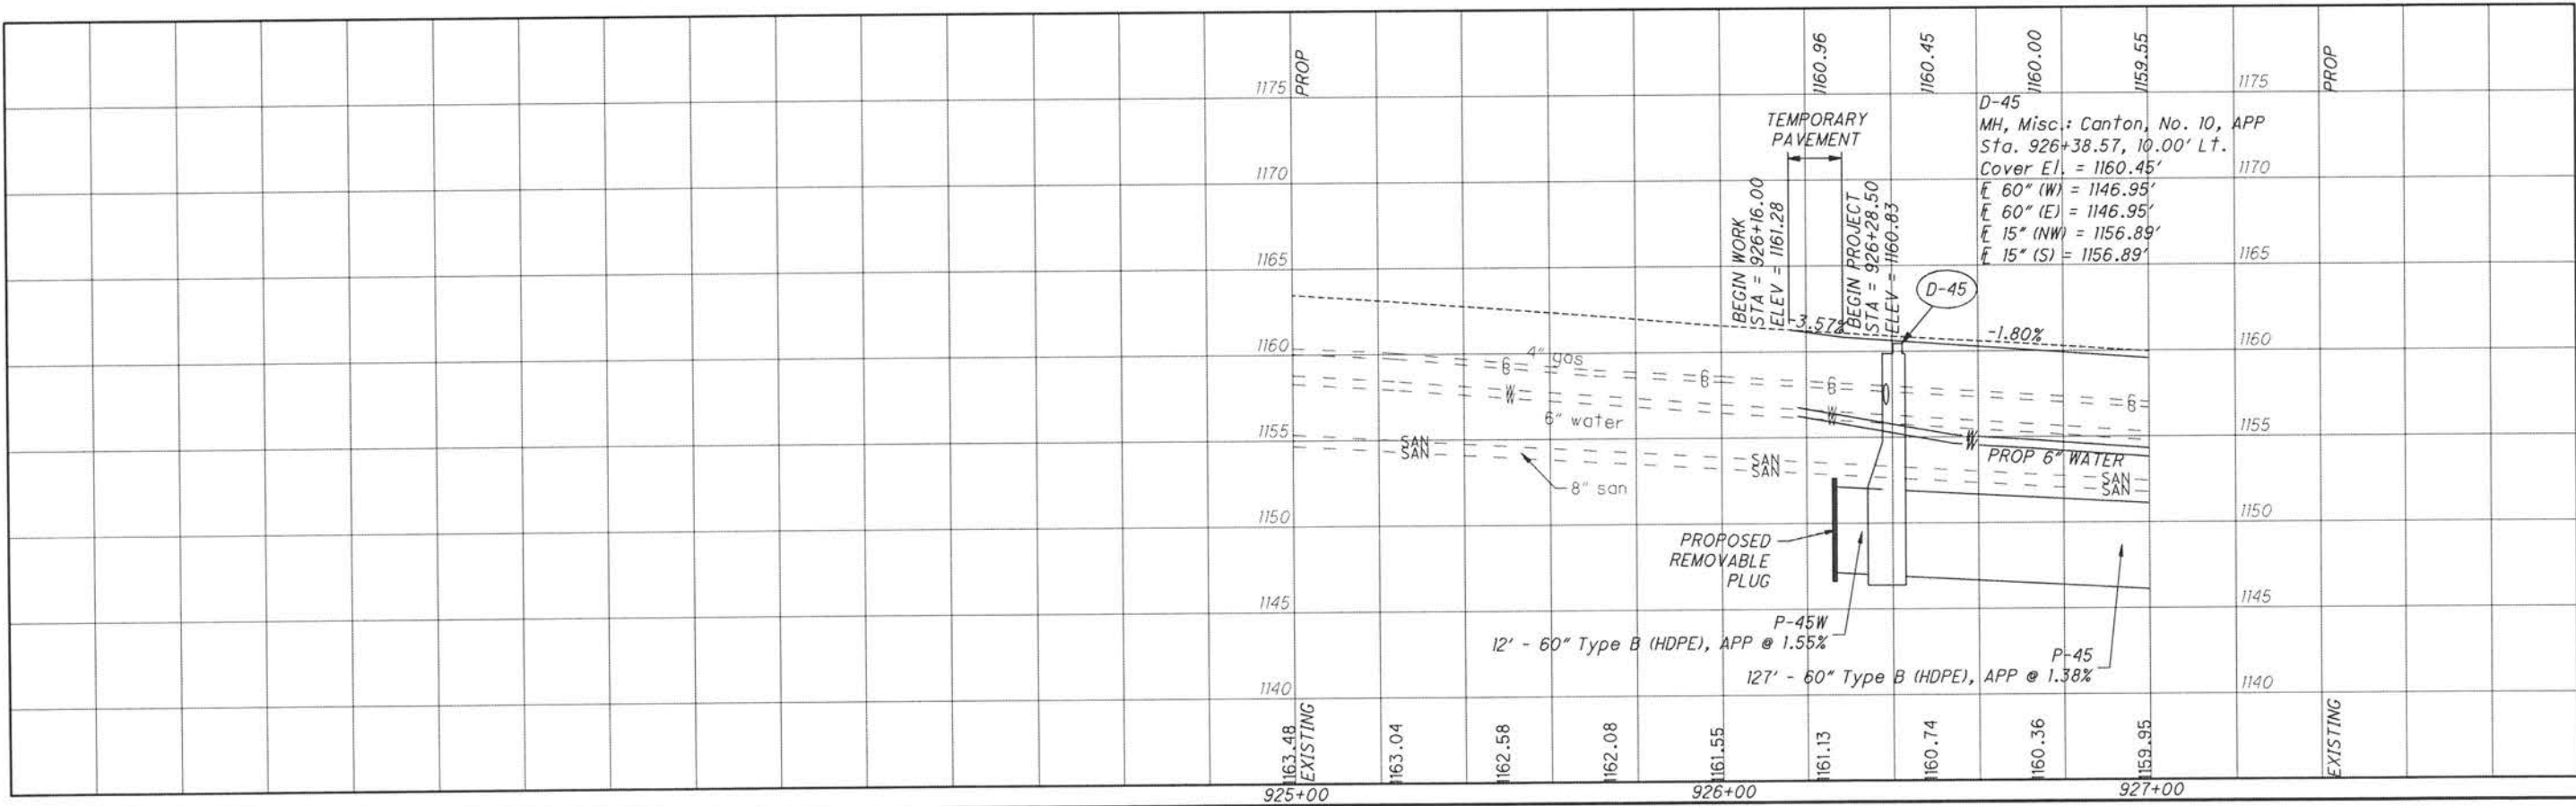 PROP
1160.96
1160.45
1160.00
1159.55
PROP
1175
1175
TEMPORARY
PAVEMENT
D-45
MH, Misc.: Canton, No. 10, APP
Sta. 926+38.57, 10.00' Lt.
Cover El. = 1160.45'
FL 60" (W) = 1146.95'
FL 60" (E) = 1146.95'
FL 15" (NW) = 1156.89'
FL 15" (S) = 1156.89'
1170
1170
BEGIN WORK
STA = 926+16.00
ELEV = 1161.28
BEGIN PROJECT
STA = 926+28.50
ELEV = 1160.83
1165
1165
D-45
-3.57%
-1.80%
1160
1160
4" gas
G
G
G
G
G
G
G
G
W
W
W
W
W
W
6" water
1155
1155
SAN
SAN
SAN
SAN
PROP 6" WATER
SAN
SAN
8" san
1150
1150
PROPOSED
REMOVABLE
PLUG
1145
1145
P-45W
12' - 60" Type B (HDPE), APP @ 1.55%
P-45
127' - 60" Type B (HDPE), APP @ 1.38%
1140
1140
1163.48
EXISTING
1163.04
1162.58
1162.08
1161.55
1161.13
1160.74
1160.36
1159.95
EXISTING
925+00
926+00
927+00